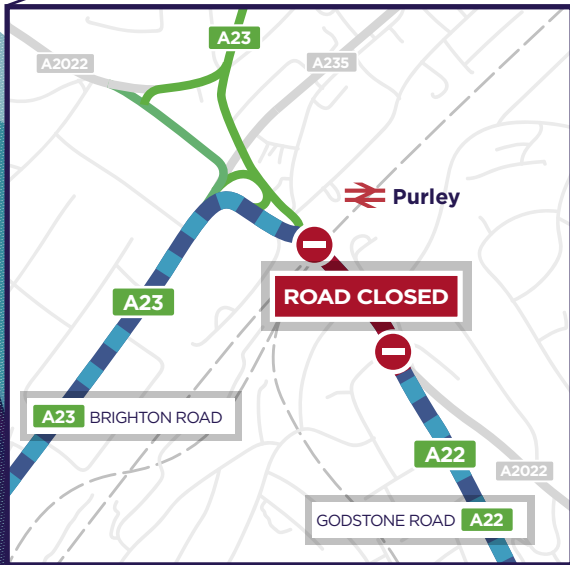 A23
A2022
A235
Purley
ROAD CLOSED
A23
A23 BRIGHTON ROAD
A22
A2022
GODSTONE ROAD A22